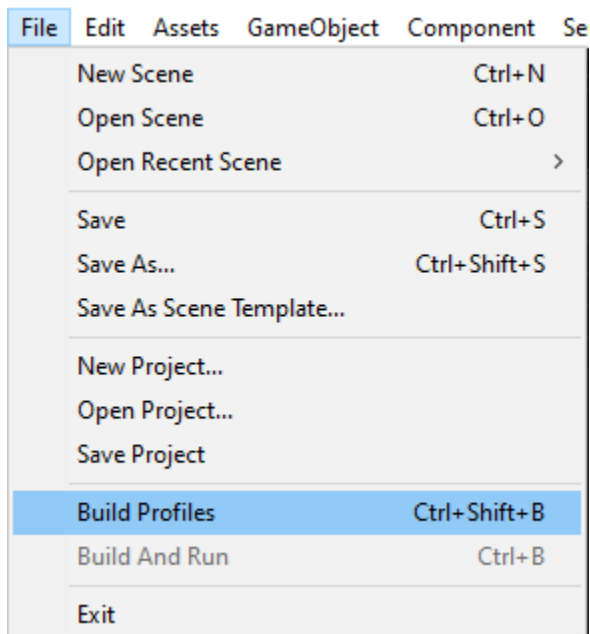 File Edit Assets GameObject Component Se
New Scene Ctrl+N
Open Scene Ctrl+O
Open Recent Scene >
Save Ctrl+S
Save As... Ctrl+Shift+S
Save As Scene Template...
New Project...
Open Project...
Save Project
Build Profiles Ctrl+Shift+B
Build And Run Ctrl+B
Exit